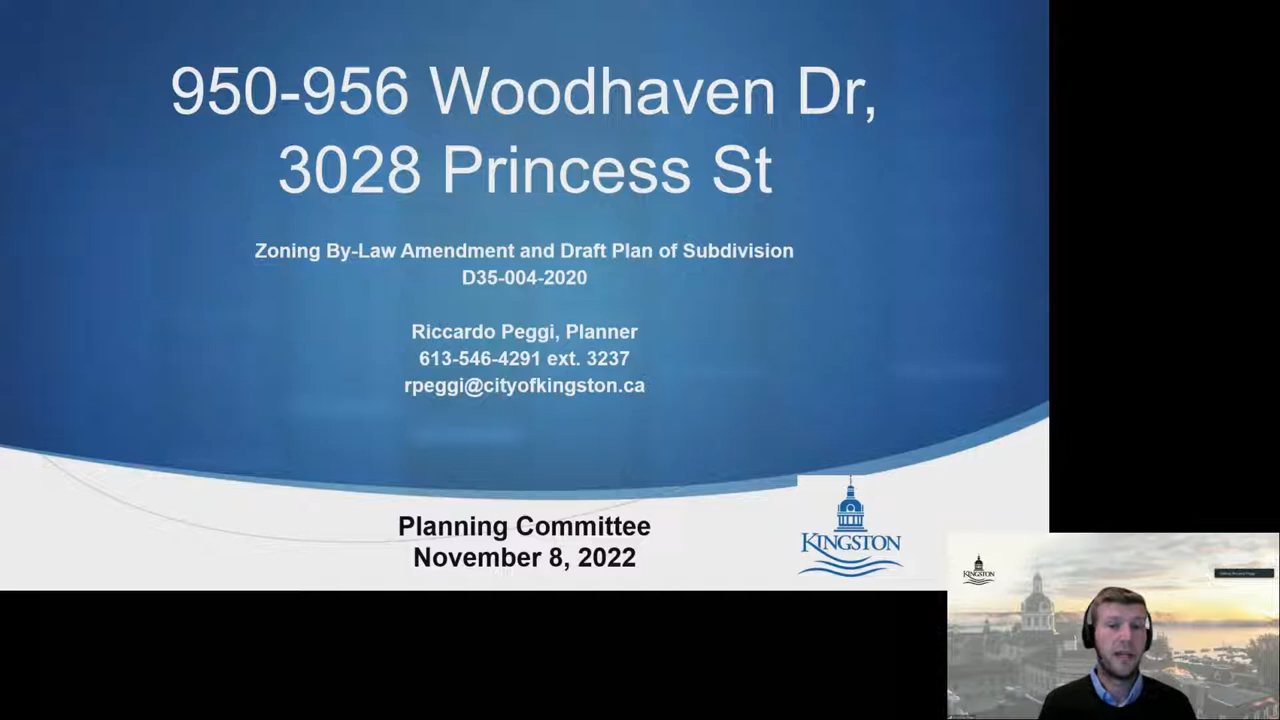 950-956 Woodhaven Dr,
3028 Princess St
Zoning By-Law Amendment and Draft Plan of Subdivision
D35-004-2020
Riccardo Peggi, Planner
613-546-4291 ext. 3237
rpeggi@cityofkingston.ca
Planning Committee
November 8, 2022
KINGSTON
KINGSTON